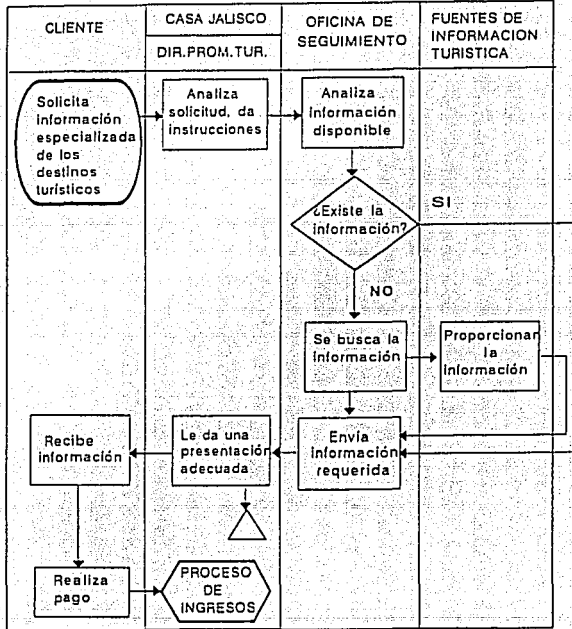 CLIENTE
CASA JALISCO
DIR.PROM.TUR.
OFICINA DE
SEGUIMIENTO
FUENTES DE
INFORMACION
TURISTICA
Solicita
información
especializada
de los
destinos
turísticos
Analiza
solicitud, da
instrucciones
Analiza
información
disponible
¿Existe la
información?
SI
NO
Se busca la
información
Proporcionar
la
información
Recibe
información
Le da una
presentación
adecuada
Envía
información
requerida
Realiza
pago
PROCESO
DE
INGRESOS